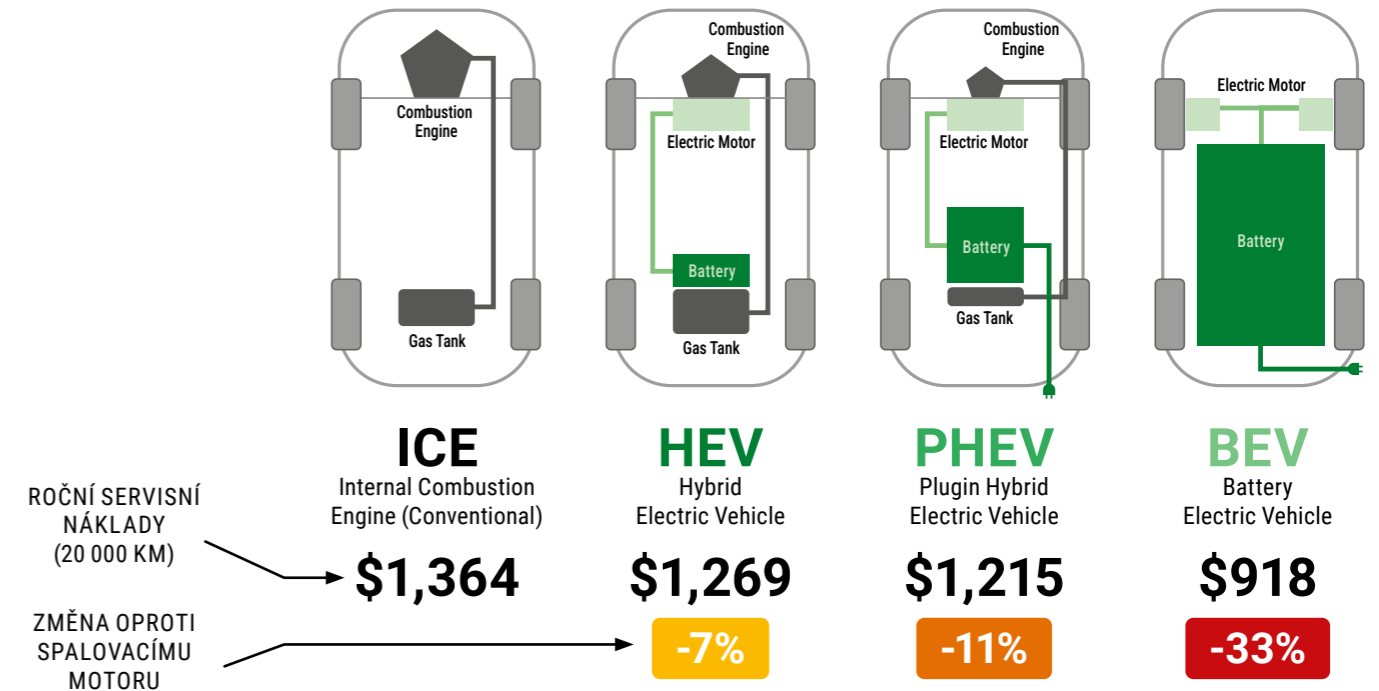 Combustion
Engine
Gas Tank
Combustion
Engine
Electric Motor
Battery
Gas Tank
Combustion
Engine
Electric Motor
Battery
Gas Tank
Electric Motor
Battery
ICE
Internal Combustion
Engine (Conventional)
HEV
Hybrid
Electric Vehicle
PHEV
Plugin Hybrid
Electric Vehicle
BEV
Battery
Electric Vehicle
ROČNÍ SERVISNÍ
NÁKLADY
(20 000 KM)
$1,364
$1,269
$1,215
$918
ZMĚNA OPROTI
SPALOVACÍMU
MOTORU
-7%
-11%
-33%